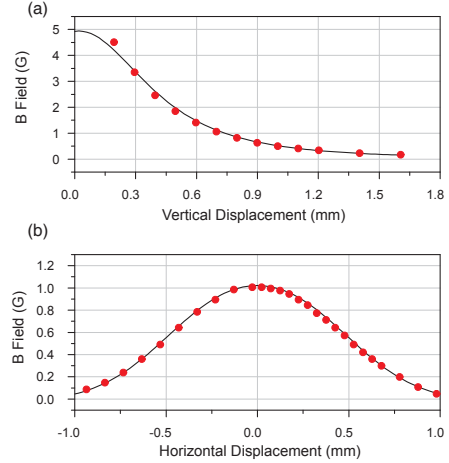 (a)
5
4
3
2
1
0
B Field (G)
0.0 0.3 0.6 0.9 1.2 1.5 1.8
Vertical Displacement (mm)
(b)
1.2
1.0
0.8
0.6
0.4
0.2
0.0
B Field (G)
-1.0 -0.5 0.0 0.5 1.0
Horizontal Displacement (mm)